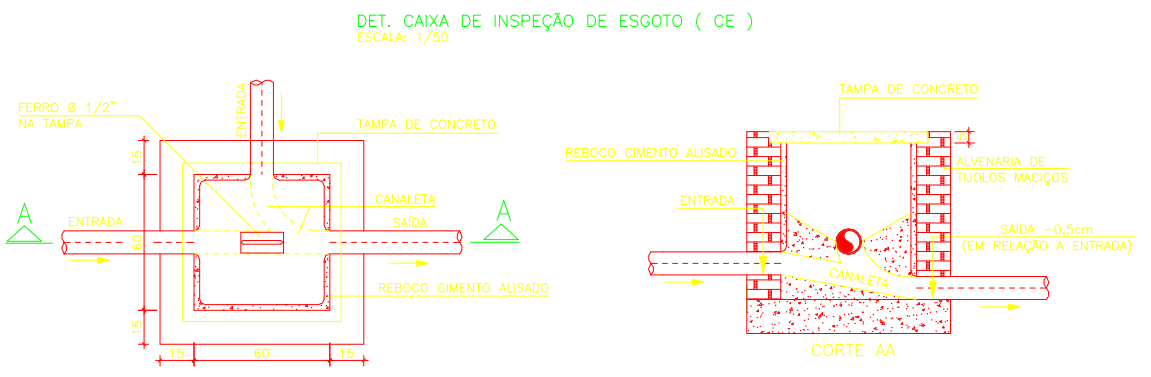 DET. CAIXA DE INSPEÇÃO DE ESGOTO ( CE )
ESCALA: 1/50
FERRO Ø 1/2"
NA TAMPA
ENTRADA
TAMPA DE CONCRETO
15
60
15
A
ENTRADA
CANALETA
SAÍDA
A
REBOCO CIMENTO ALISADO
15
60
15
TAMPA DE CONCRETO
5
REBOCO CIMENTO ALISADO
ALVENARIA DE
TIJOLOS MACIÇOS
ENTRADA
SAÍDA -0,5cm
(EM RELAÇÃO A ENTRADA)
CANALETA
CORTE AA